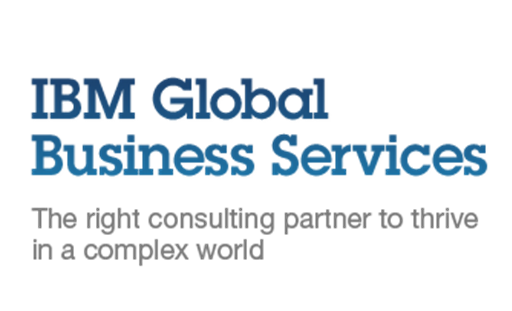 IBM Global
Business Services
The right consulting partner to thrive
in a complex world